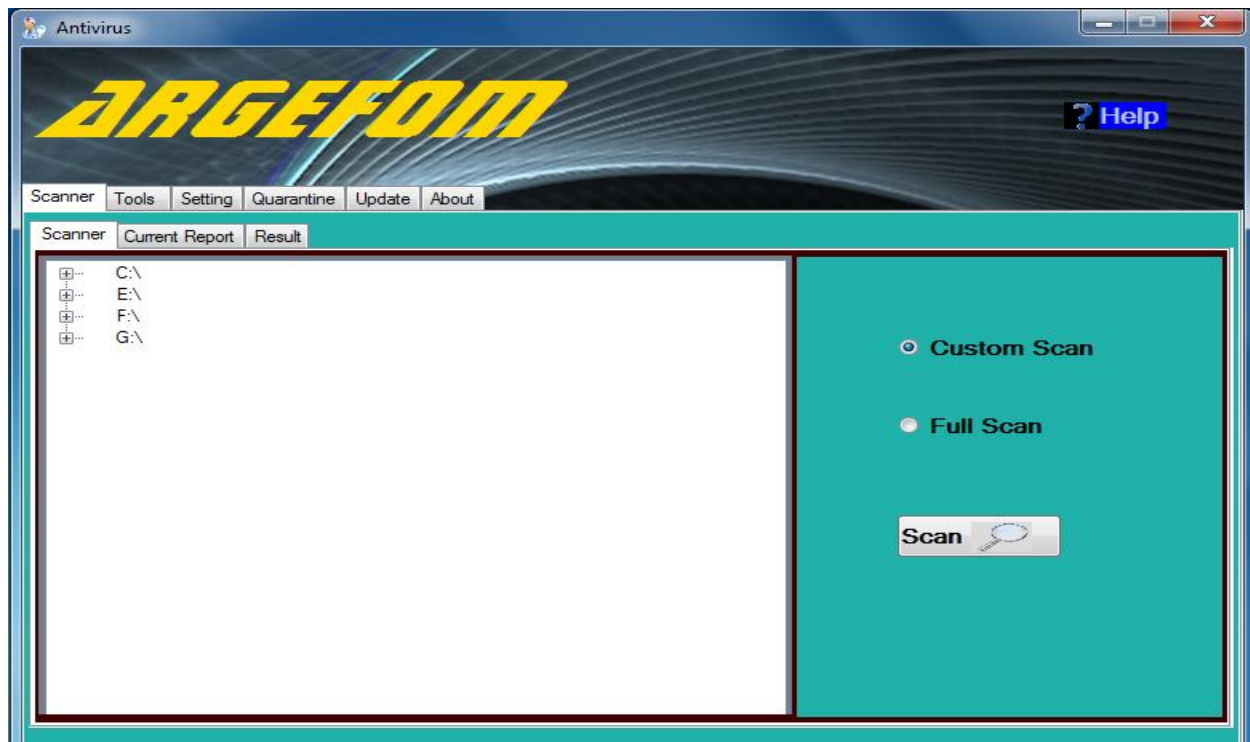 Antivirus
ARGEFOM
? Help
Scanner Tools Setting Quarantine Update About
Scanner Current Report Result
C:\
E:\
F:\
G:\
Custom Scan
Full Scan
Scan